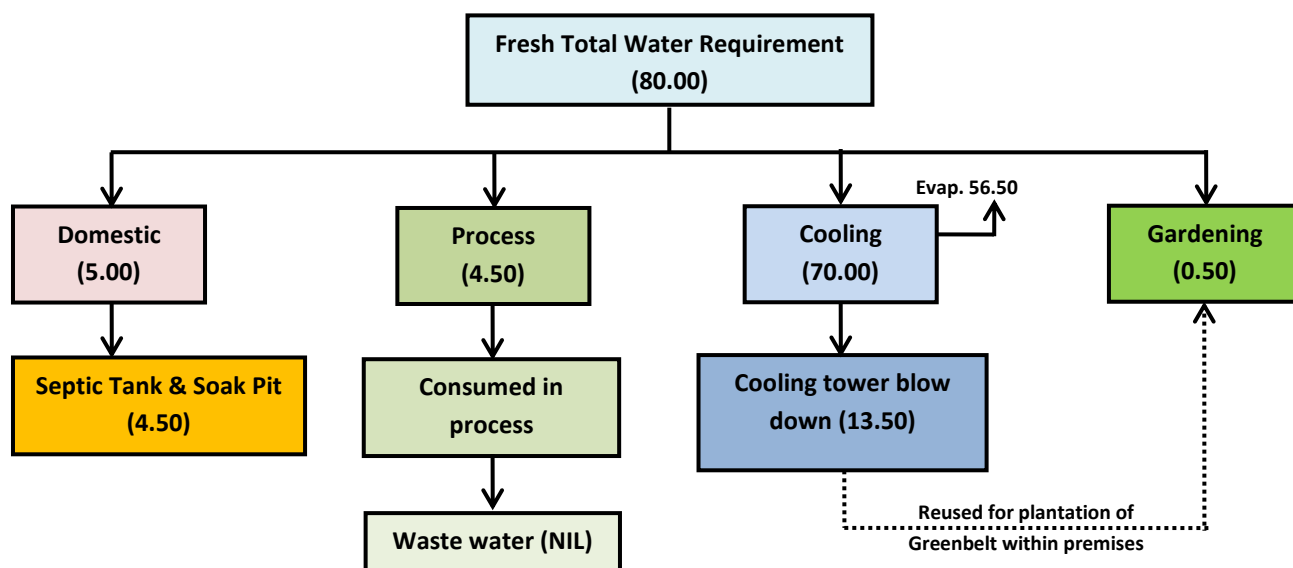 Fresh Total Water Requirement
(80.00)
Evap. 56.50
Domestic
(5.00)
Process
(4.50)
Cooling
(70.00)
Gardening
(0.50)
Septic Tank & Soak Pit
(4.50)
Consumed in
process
Cooling tower blow
down (13.50)
Waste water (NIL)
Reused for plantation of
Greenbelt within premises